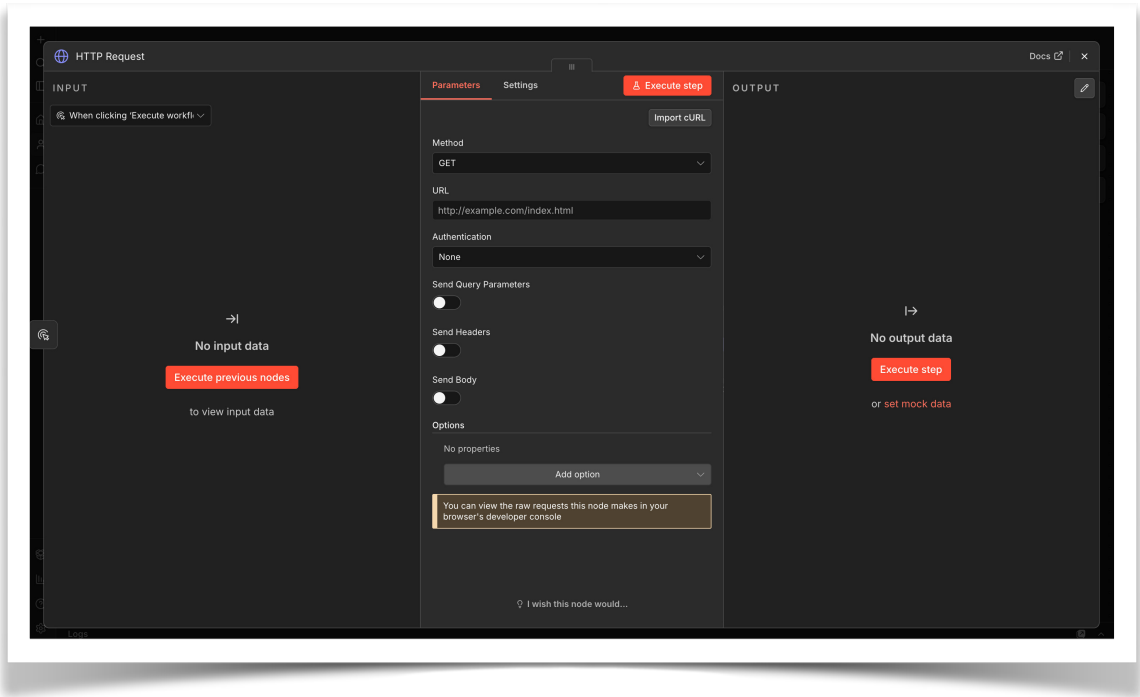 HTTP Request
Docs
INPUT
When clicking 'Execute workfl
No input data
Execute previous nodes
to view input data
Parameters
Settings
Execute step
Import cURL
Method
GET
URL
http://example.com/index.html
Authentication
None
Send Query Parameters
Send Headers
Send Body
Options
No properties
Add option
You can view the raw requests this node makes in your
browser's developer console
I wish this node would...
OUTPUT
No output data
Execute step
or set mock data
Logs